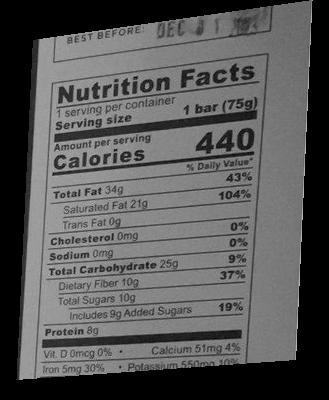 BEST BEFORE: DEC
Nutrition Facts
1 serving per container
Serving size 1 bar (75g)
Amount per serving
Calories 440
% Daily Value*
Total Fat 34g 43%
Saturated Fat 21g 104%
Trans Fat 0g
Cholesterol 0mg 0%
Sodium 0mg 0%
Total Carbohydrate 25g 9%
Dietary Fiber 10g 37%
Total Sugars 10g
Includes 9g Added Sugars 19%
Protein 8g
Vit. D 0mcg 0% • Calcium 51mg 4%
Iron 5mg 30% • Potassium 550mg 10%